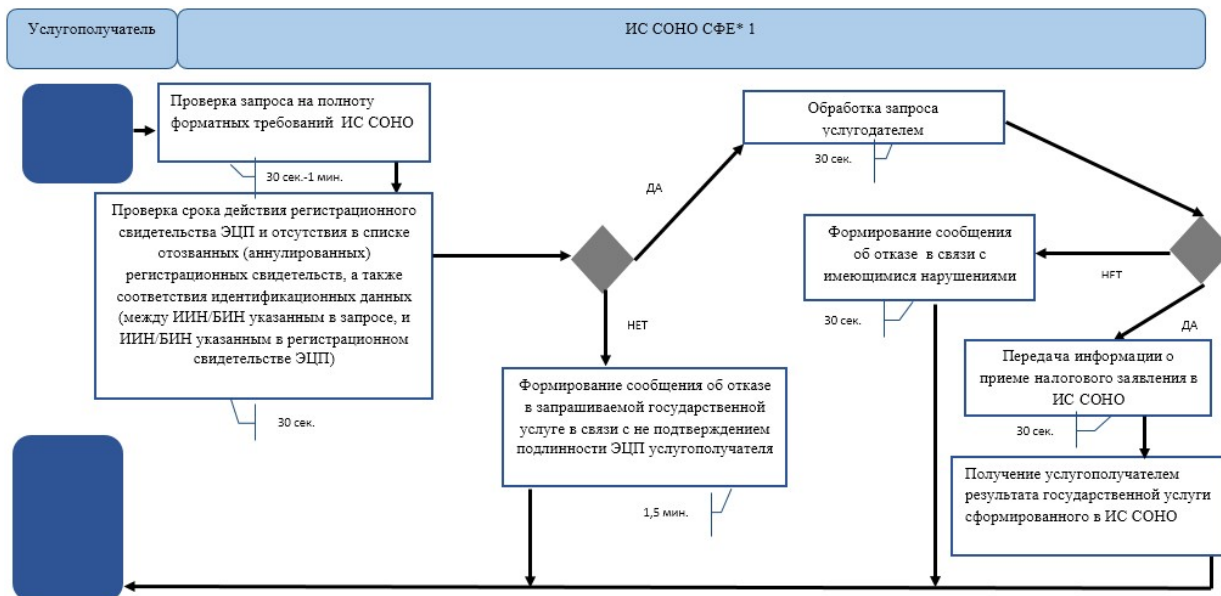 Услугополучатель
ИС СОНО СФЕ* 1
Проверка запроса на полноту
форматных требований ИС СОНО
30 сек.-1 мин.
Проверка срока действия регистрационного
свидетельства ЭЦП и отсутствия в списке
отозванных (аннулированных)
регистрационных свидетельств, а также
соответствия идентификационных данных
(между ИИН/БИН указанным в запросе, и
ИИН/БИН указанным в регистрационном
свидетельстве ЭЦП)
30 сек.
ДА
НЕТ
Формирование сообщения об отказе
в запрашиваемой государственной
услуге в связи с не подтверждением
подлинности ЭЦП услугополучателя
1,5 мин.
Обработка запроса
услугодателем
30 сек.
Формирование сообщения
об отказе в связи с
имеющимися нарушениями
30 сек.
НЕТ
ДА
Передача информации о
приеме налогового заявления в
ИС СОНО
30 сек.
Получение услугополучателем
результата государственной услуги
сформированного в ИС СОНО